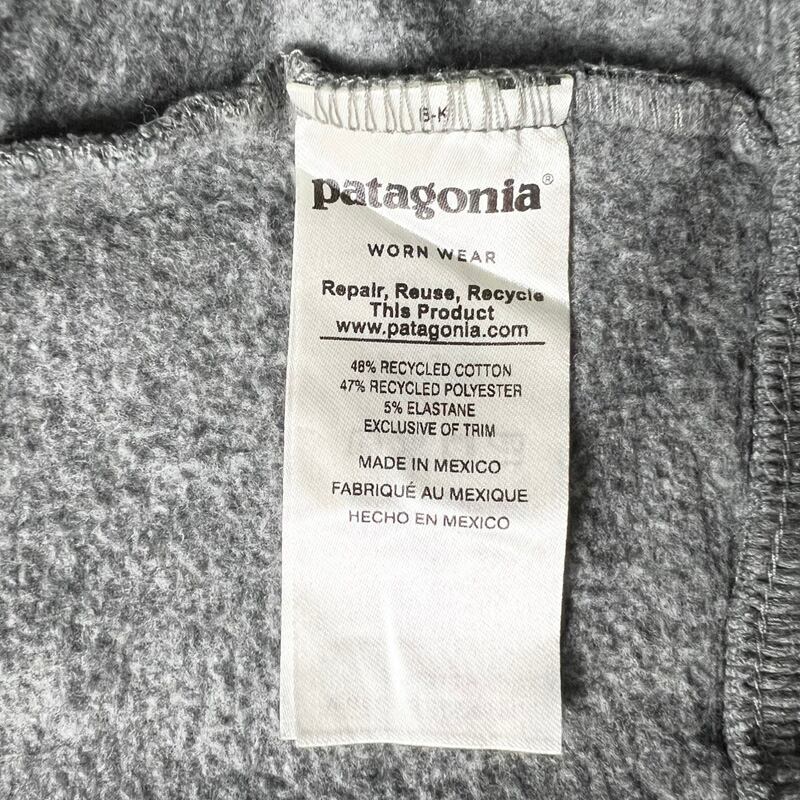 B-K
patagonia®
WORN WEAR
Repair, Reuse, Recycle
This Product
www.patagonia.com
48% RECYCLED COTTON
47% RECYCLED POLYESTER
5% ELASTANE
EXCLUSIVE OF TRIM
MADE IN MEXICO
FABRIQUÉ AU MEXIQUE
HECHO EN MEXICO